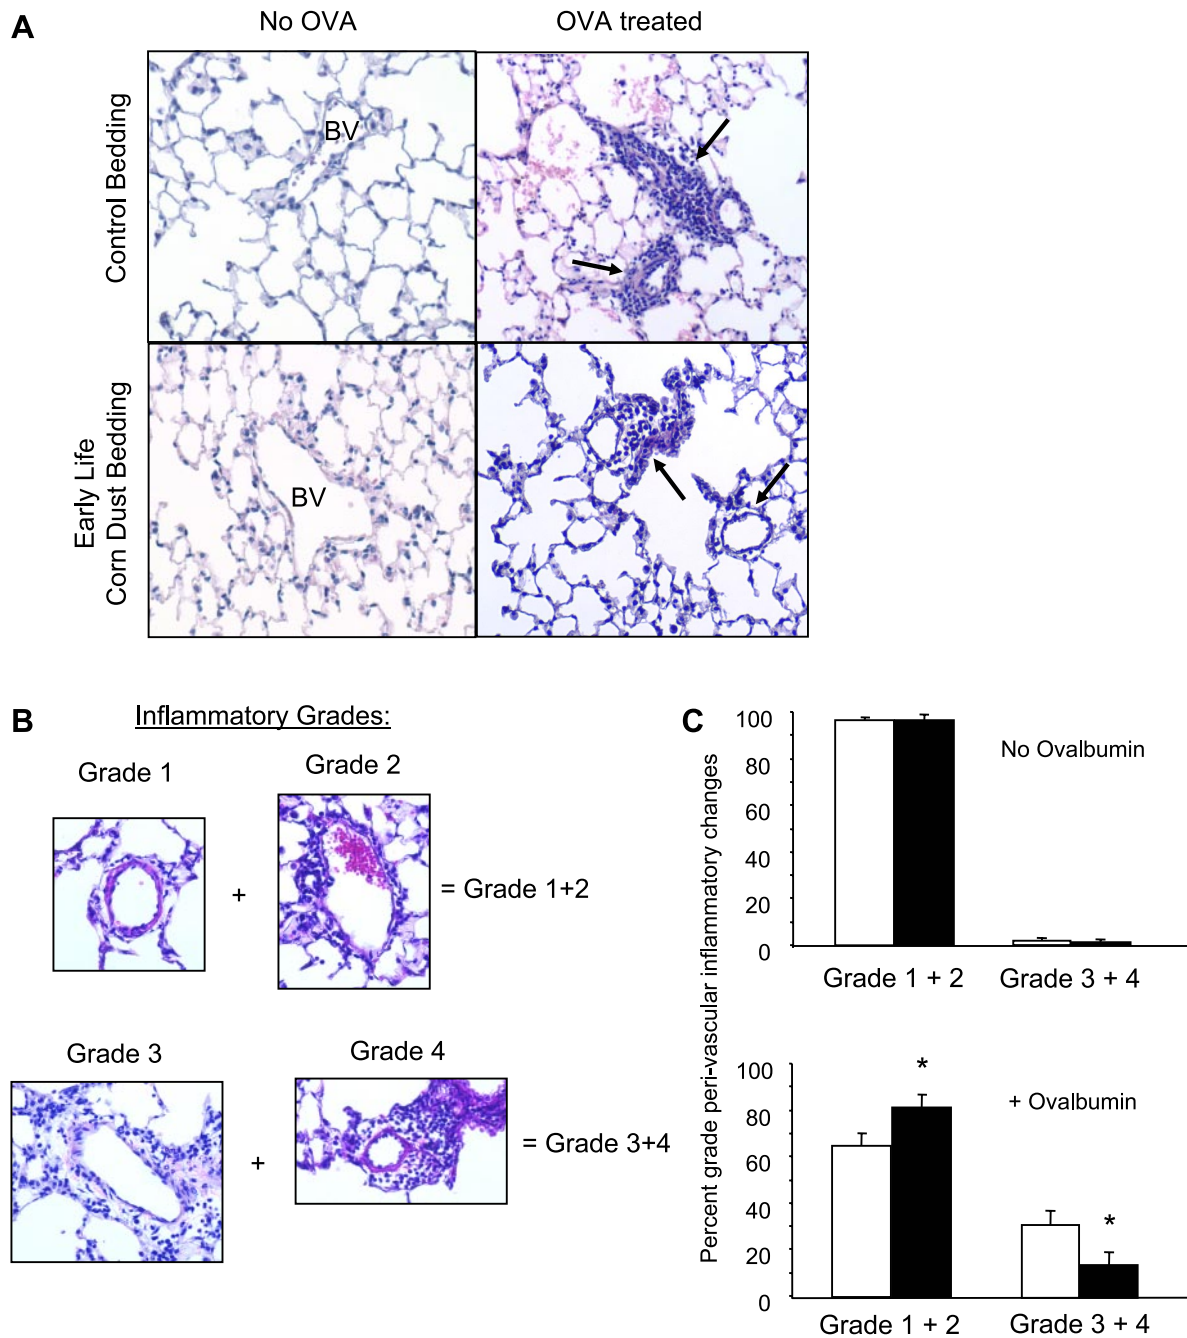 A
No OVA
OVA treated
Control Bedding
BV
Early Life
Corn Dust Bedding
BV
B
Inflammatory Grades:
Grade 1
Grade 2
+
= Grade 1+2
Grade 3
Grade 4
+
= Grade 3+4
C
Percent grade peri-vascular inflammatory changes
100
80
60
40
20
0
No Ovalbumin
Grade 1 + 2
Grade 3 + 4
100
80
60
40
20
0
*
+ Ovalbumin
*
Grade 1 + 2
Grade 3 + 4